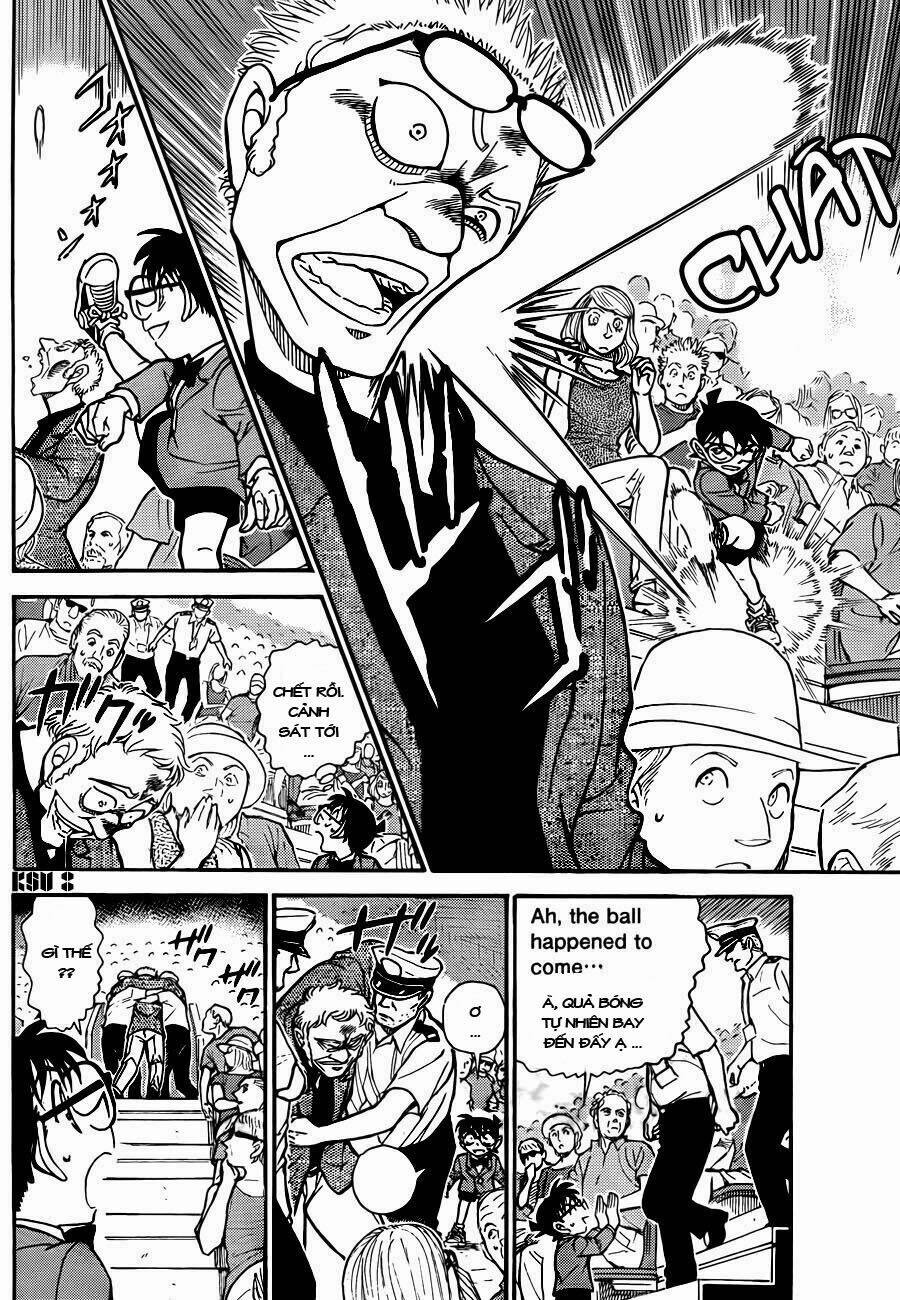 CHÁT
CHẾT RỒI.
CẢNH
SÁT TỚI
...
KSU 8
Ah, the ball
happened to
come…
À, QUẢ BÓNG
TỰ NHIÊN BAY
ĐẾN ĐẤY Ạ ...
Ơ
...
GÌ THẾ
??